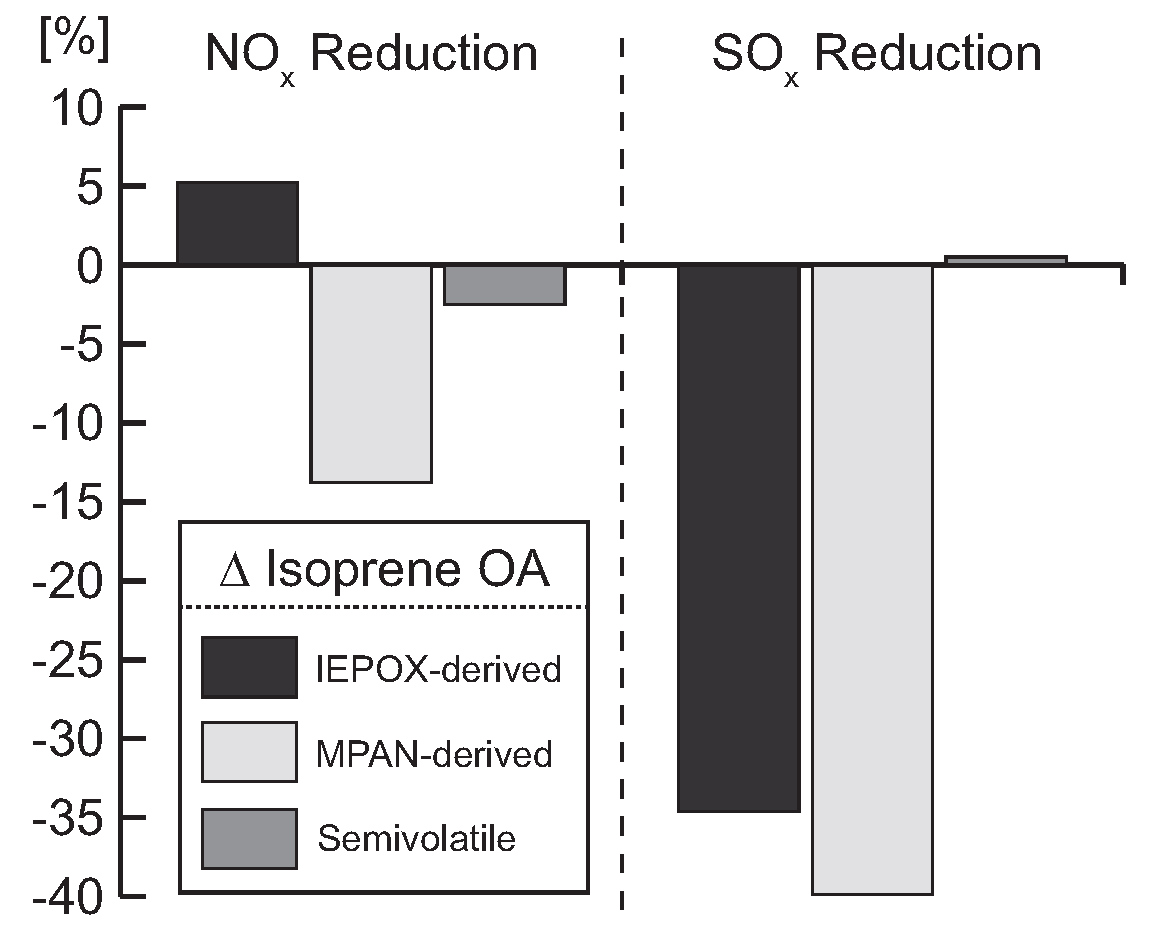 [%]
NOx Reduction
SOx Reduction
10
5
0
-5
-10
-15
-20
-25
-30
-35
-40
Δ Isoprene OA
IEPOX-derived
MPAN-derived
Semivolatile